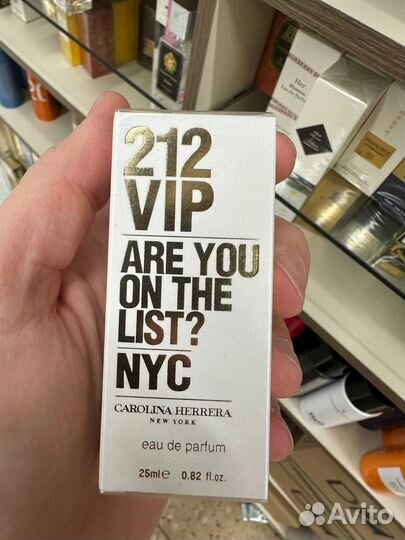 212
VIP
ARE YOU
ON THE
LIST?
NYC
CAROLINA HERRERA
NEW YORK
eau de parfum
25ml℮ 0.82 fl.oz.
Her
Avito